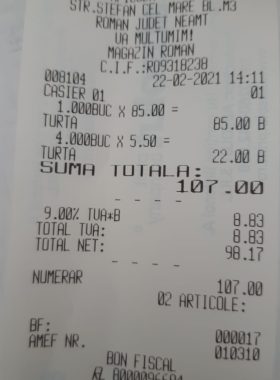 STR.STEFAN CEL MARE BL.M3
ROMAN JUDET NEAMT
VA MULTUMIM!
MAGAZIN ROMAN
C.I.F.:RO9318238
008104 22-02-2021 14:11
CASIER 01 01
1.000BUC X 85.00 =
TURTA 85.00 B
4.000BUC X 5.50 =
TURTA 22.00 B
SUMA TOTALA:
107.00
- - - -
9.00% TVA*B 8.83
TOTAL TVA: 8.83
TOTAL NET: 98.17
- - - -
NUMERAR 107.00
02 ARTICOLE:
BF: 000017
AMEF NR. 010310
BON FISCAL